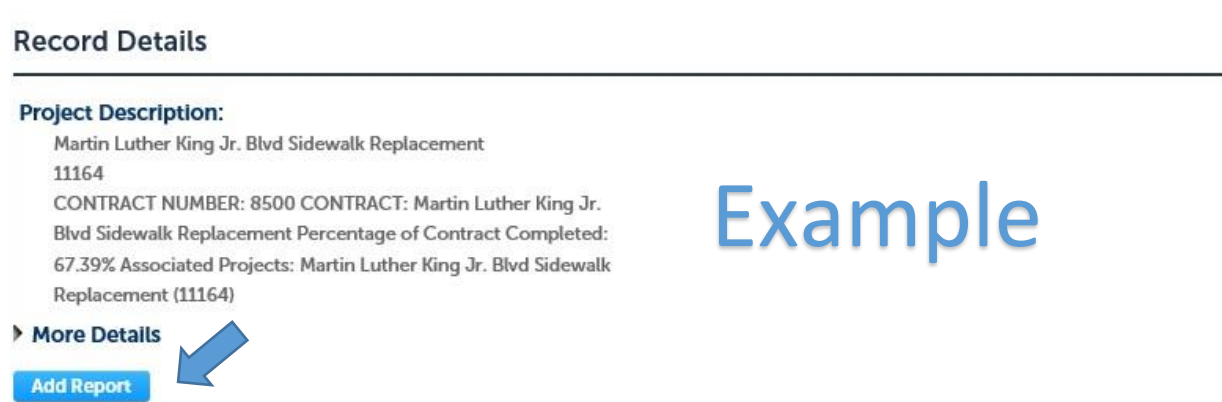 Record Details
Project Description:
Martin Luther King Jr. Blvd Sidewalk Replacement
11164
CONTRACT NUMBER: 8500 CONTRACT: Martin Luther King Jr.
Blvd Sidewalk Replacement Percentage of Contract Completed:
67.39% Associated Projects: Martin Luther King Jr. Blvd Sidewalk
Replacement (11164)
Example
More Details
Add Report